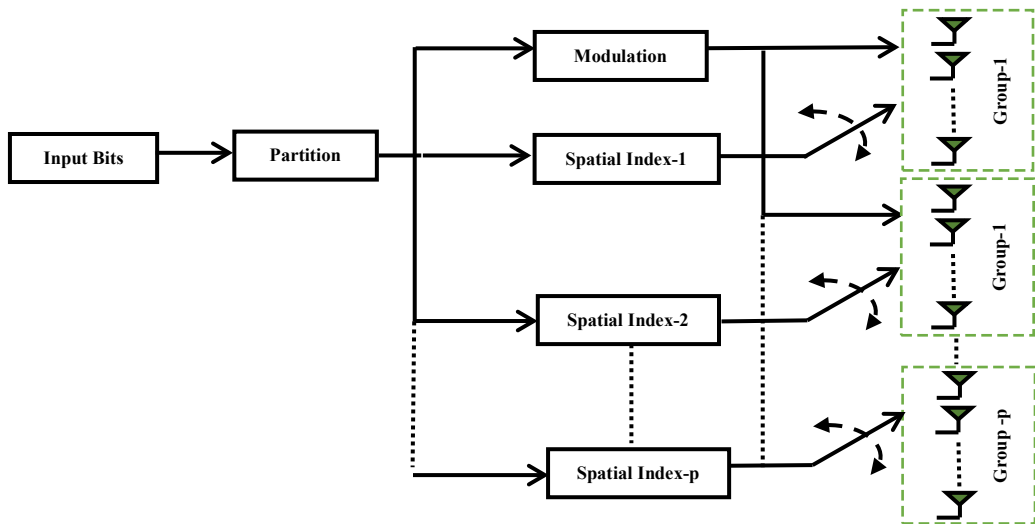 Modulation
Group-1
Input Bits
Partition
Spatial Index-1
Group-1
Spatial Index-2
Spatial Index-p
Group -p